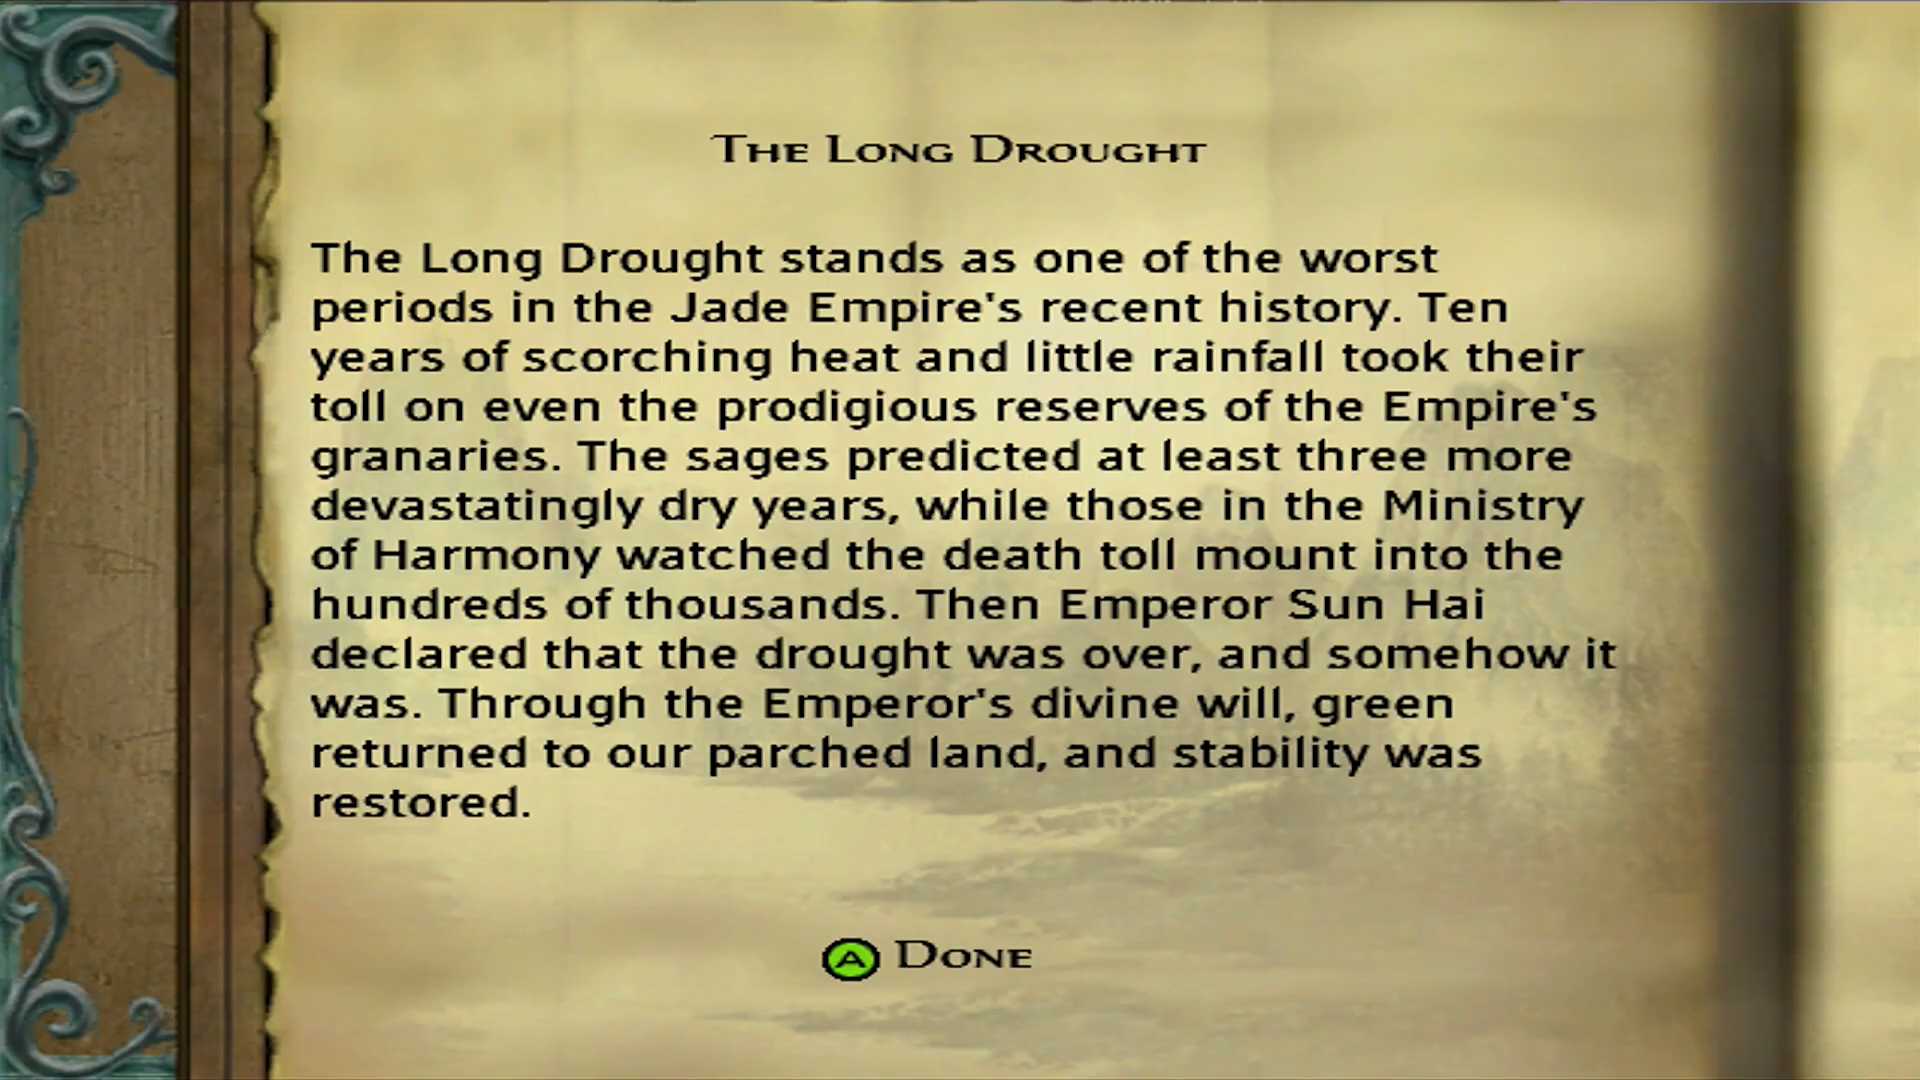 The Long Drought
The Long Drought stands as one of the worst
periods in the Jade Empire's recent history. Ten
years of scorching heat and little rainfall took their
toll on even the prodigious reserves of the Empire's
granaries. The sages predicted at least three more
devastatingly dry years, while those in the Ministry
of Harmony watched the death toll mount into the
hundreds of thousands. Then Emperor Sun Hai
declared that the drought was over, and somehow it
was. Through the Emperor's divine will, green
returned to our parched land, and stability was
restored.
A Done